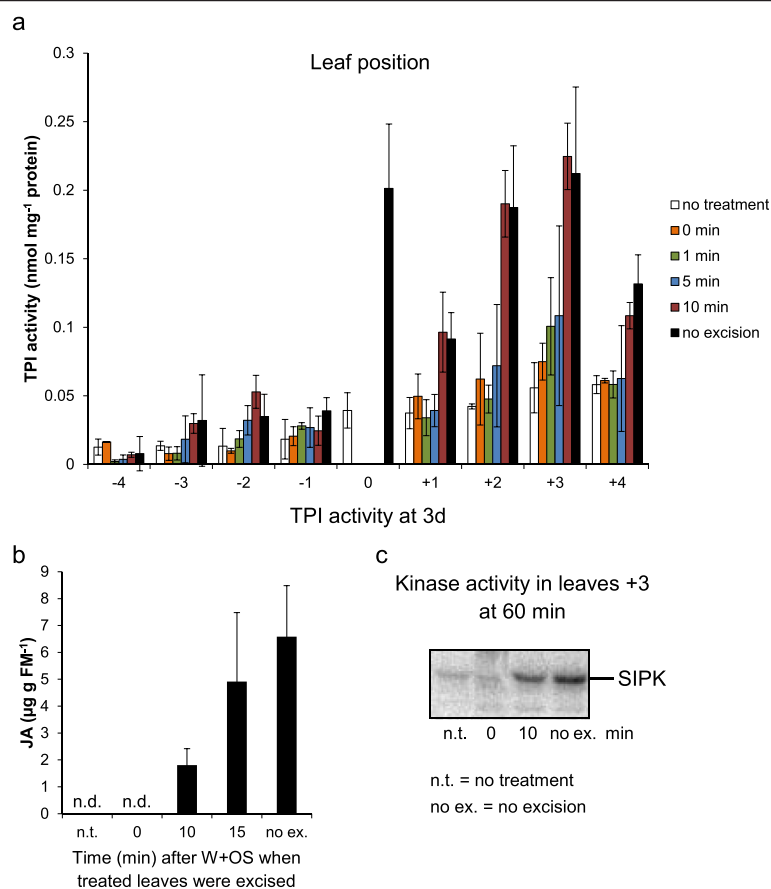 a
Leaf position
TPI activity (nmol mg⁻¹ protein)
0.3
0.25
0.2
0.15
0.1
0.05
0
-4 -3 -2 -1 0 +1 +2 +3 +4
TPI activity at 3d
no treatment
0 min
1 min
5 min
10 min
no excision
b
JA (µg g FM⁻¹)
9
8
7
6
5
4
3
2
1
0
n.d. n.d.
n.t. 0 10 15 no ex.
Time (min) after W+OS when
treated leaves were excised
c
Kinase activity in leaves +3
at 60 min
SIPK
n.t. 0 10 no ex. min
n.t. = no treatment
no ex. = no excision